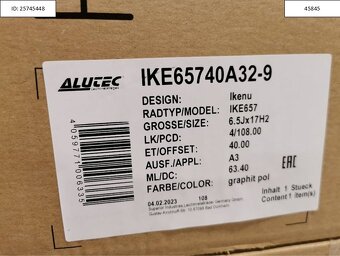 ID: 25745448
45845
ALUTEC
IKE65740A32-9
DESIGN: Ikenu
RADTYP/MODEL: IKE657
GROSSE/SIZE: 6.5Jx17H2
LK/PCD: 4/108.00
ET/OFFSET: 40.00
AUSF./APPL: A3
ML/DC: 63.40
FARBE/COLOR: graphit pol
EAC
Inhalt 1 Stueck
Content 1 item(s)
04.02.2023 108
4059771006335